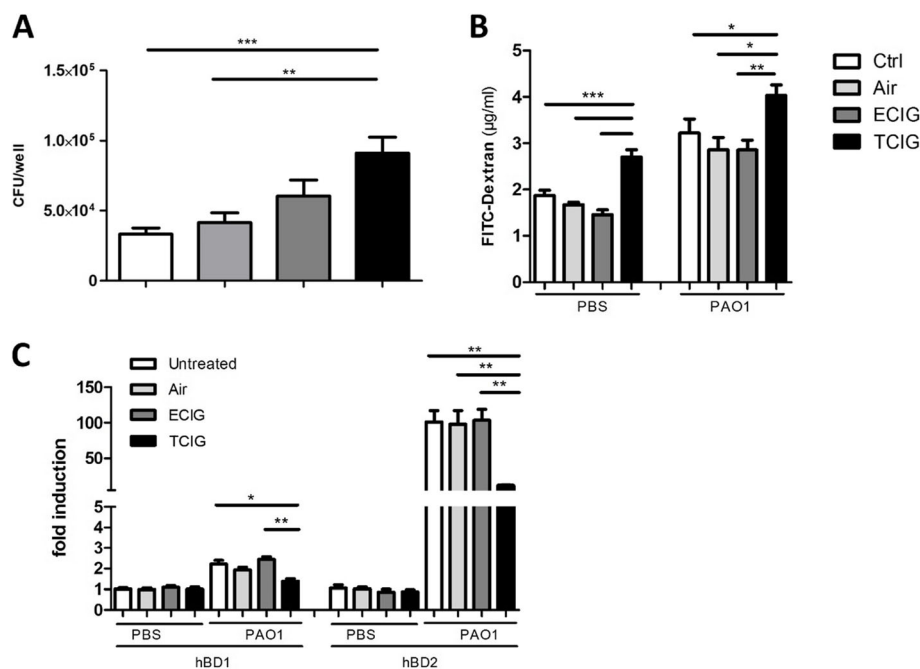 A
***
**
1.5×10⁵
1.0×10⁵
5.0×10⁴
0
CFU/well
B
*
*
**
***
5
4
3
2
1
0
FITC-Dextran (µg/ml)
PBS
PAO1
Ctrl
Air
ECIG
TCIG
C
Untreated
Air
ECIG
TCIG
**
**
**
*
**
150
100
50
5
4
3
2
1
0
fold induction
PBS
PAO1
PBS
PAO1
hBD1
hBD2